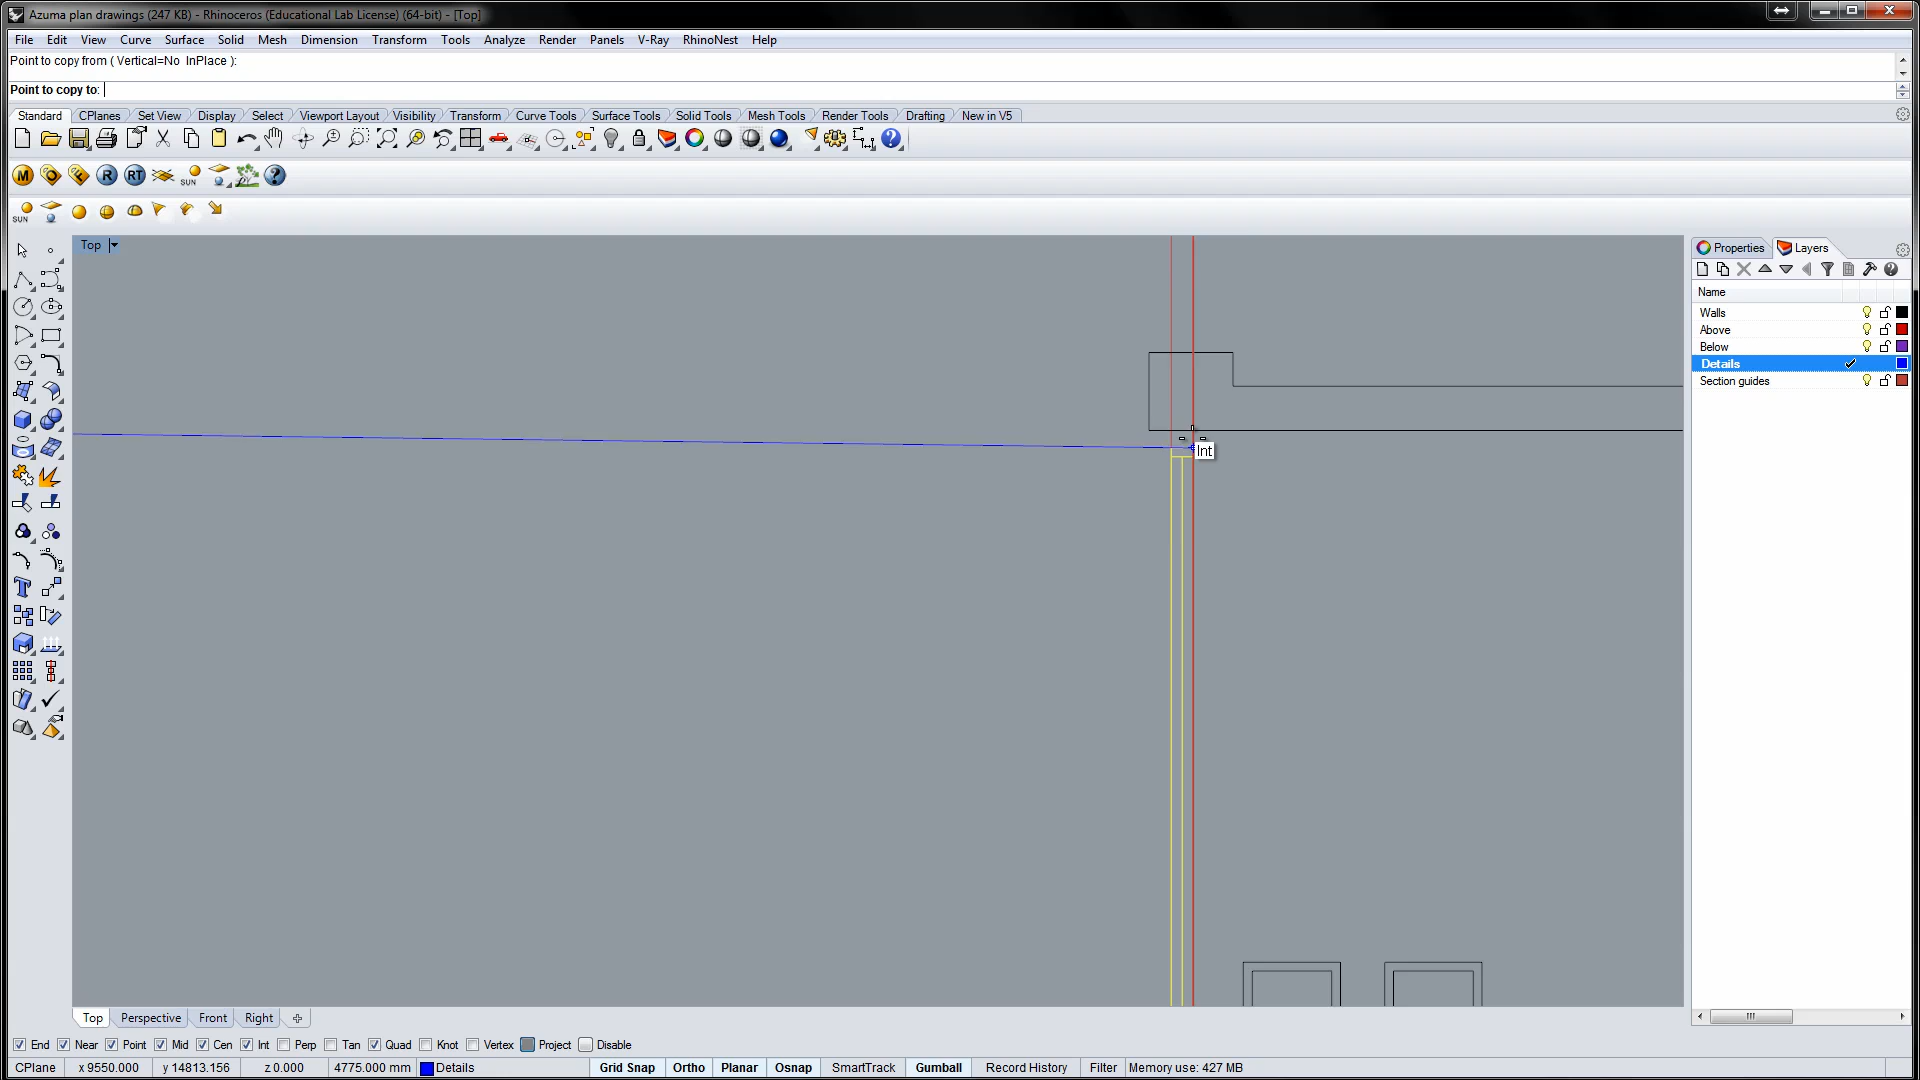 Azuma plan drawings (247 KB) - Rhinoceros (Educational Lab License) (64-bit) - [Top]
File Edit View Curve Surface Solid Mesh Dimension Transform Tools Analyze Render Panels V-Ray RhinoNest Help
Point to copy from ( Vertical=No InPlace ):
Point to copy to:
Standard CPlanes Set View Display Select Viewport Layout Visibility Transform Curve Tools Surface Tools Solid Tools Mesh Tools Render Tools Drafting New in V5
M O F R RT SUN
SUN
Top
Properties Layers
Name
Walls
Above
Below
Details
Section guides
Int
Top Perspective Front Right
End Near Point Mid Cen Int Perp Tan Quad Knot Vertex Project Disable
CPlane x 9550.000 y 14813.156 z 0.000 4775.000 mm Details Grid Snap Ortho Planar Osnap SmartTrack Gumball Record History Filter Memory use: 427 MB